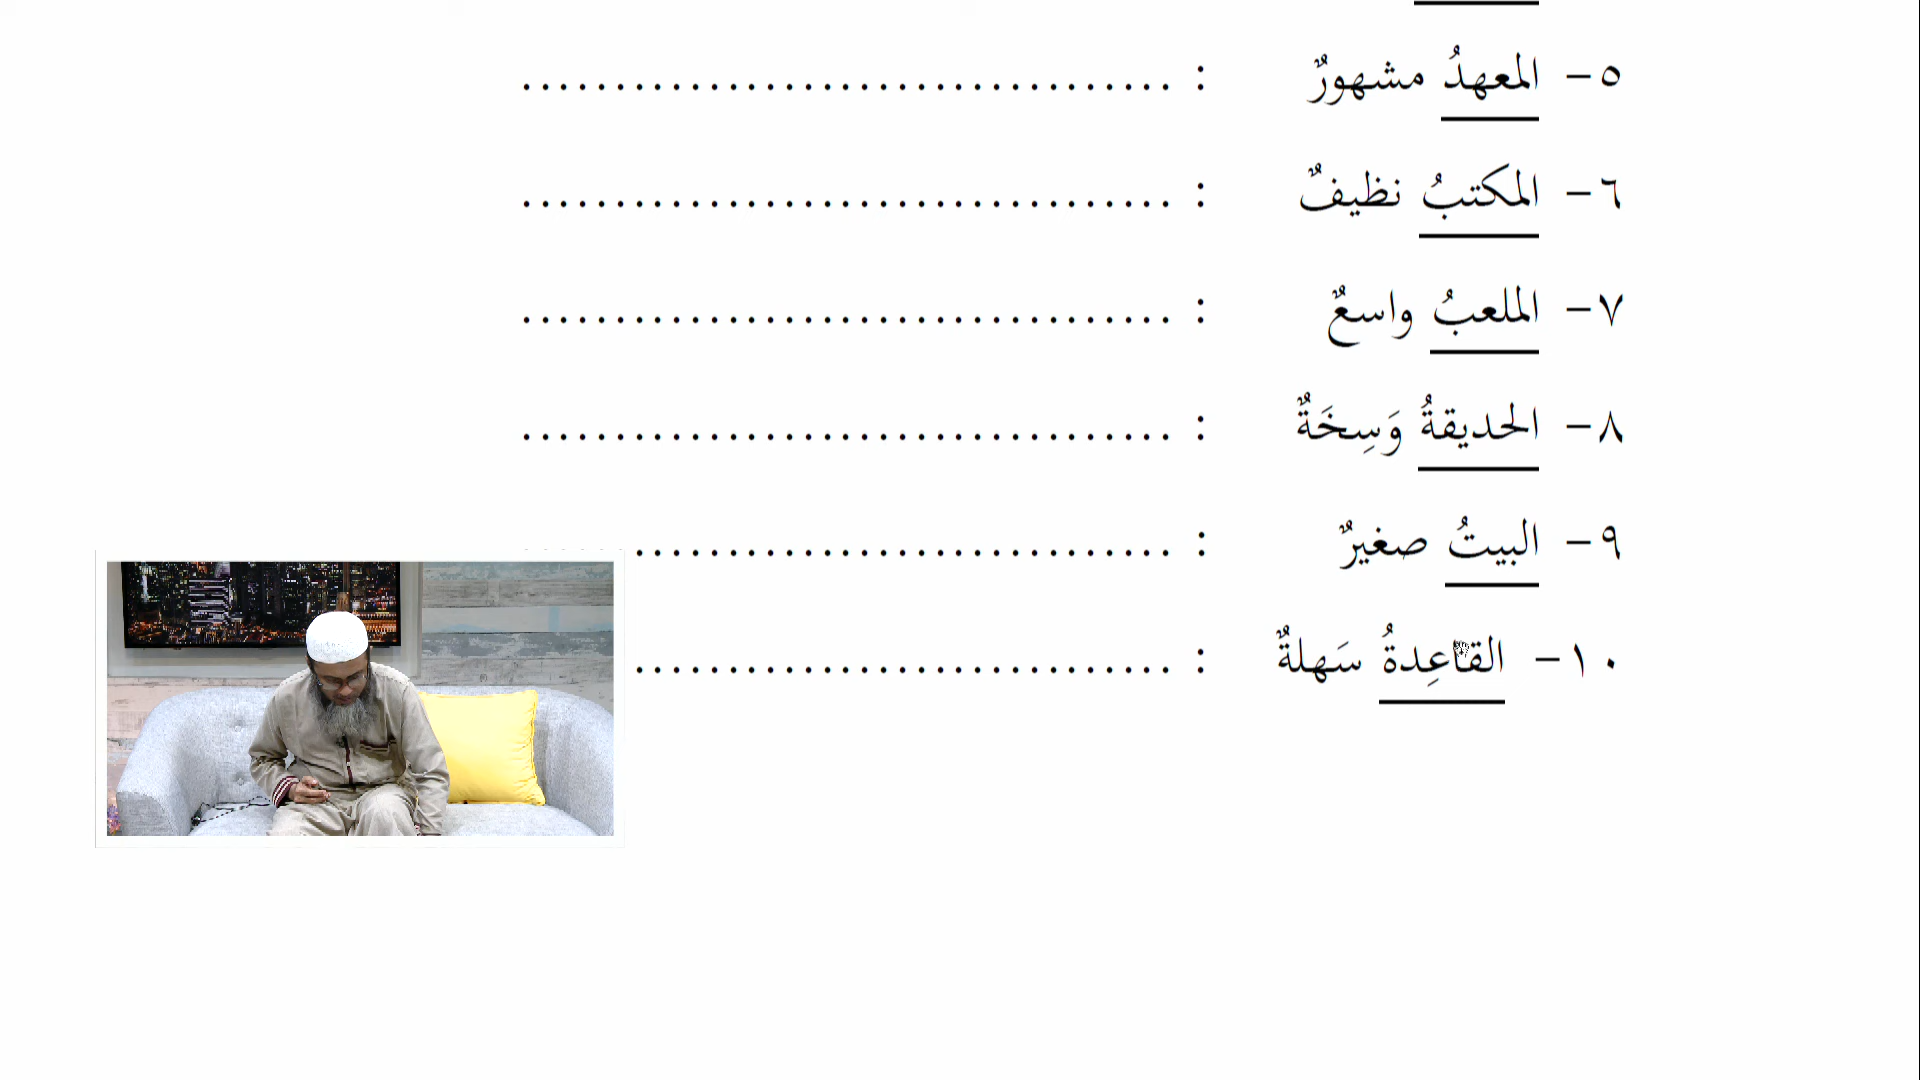 ٥- المعهدُ مشهورٌ : ...................................
٦- المكتبُ نظيفٌ : ...................................
٧- الملعبُ واسعٌ : ...................................
٨- الحديقةُ وَسِخَةٌ : ...................................
٩- البيتُ صغيرٌ : ...................................
١٠- القاعِدةُ سَهلةٌ : .............................